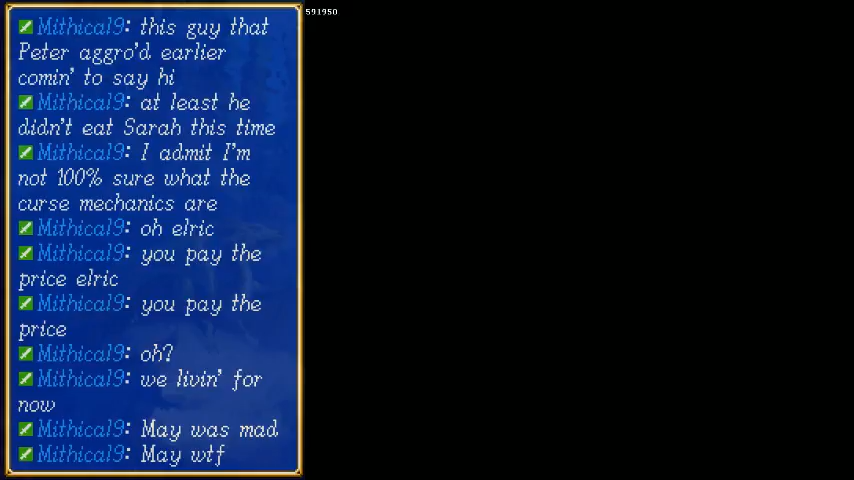 Mithical9: this guy that
Peter aggro'd earlier
comin' to say hi
Mithical9: at least he
didn't eat Sarah this time
Mithical9: I admit I'm
not 100% sure what the
curse mechanics are
Mithical9: oh elric
Mithical9: you pay the
price elric
Mithical9: you pay the
price
Mithical9: oh?
Mithical9: we livin' for
now
Mithical9: May was mad
Mithical9: May wtf
591950